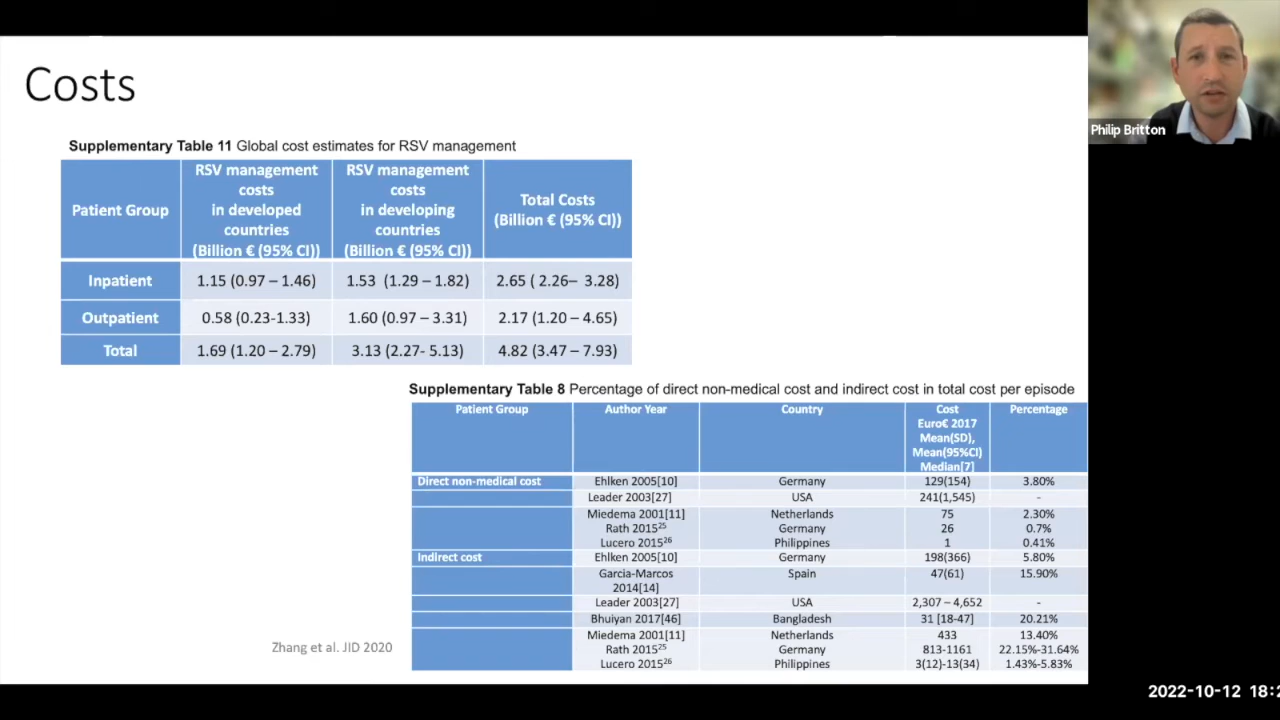 Costs
Supplementary Table 11 Global cost estimates for RSV management
Patient Group
RSV management
costs
in developed
countries
(Billion € (95% CI))
RSV management
costs
in developing
countries
(Billion € (95% CI))
Total Costs
(Billion € (95% CI))
Inpatient 1.15 (0.97 – 1.46) 1.53 (1.29 – 1.82) 2.65 ( 2.26– 3.28)
Outpatient 0.58 (0.23-1.33) 1.60 (0.97 – 3.31) 2.17 (1.20 – 4.65)
Total 1.69 (1.20 – 2.79) 3.13 (2.27- 5.13) 4.82 (3.47 – 7.93)
Supplementary Table 8 Percentage of direct non-medical cost and indirect cost in total cost per episode
Patient Group
Author Year
Country
Cost
Euro€ 2017
Mean(SD),
Mean(95%CI)
Median[7]
Percentage
Direct non-medical cost Ehlken 2005[10] Germany 129(154) 3.80%
Leader 2003[27] USA 241(1,545) -
Miedema 2001[11] Netherlands 75 2.30%
Rath 2015²⁵ Germany 26 0.7%
Lucero 2015²⁶ Philippines 1 0.41%
Indirect cost Ehlken 2005[10] Germany 198(366) 5.80%
Garcia-Marcos Spain 47(61) 15.90%
2014[14]
Leader 2003[27] USA 2,307 – 4,652 -
Bhuiyan 2017[46] Bangladesh 31 [18-47] 20.21%
Miedema 2001[11] Netherlands 433 13.40%
Rath 2015²⁵ Germany 813-1161 22.15%-31.64%
Lucero 2015²⁶ Philippines 3(12)-13(34) 1.43%-5.83%
Zhang et al. JID 2020
Philip Britton
2022-10-12 18:2